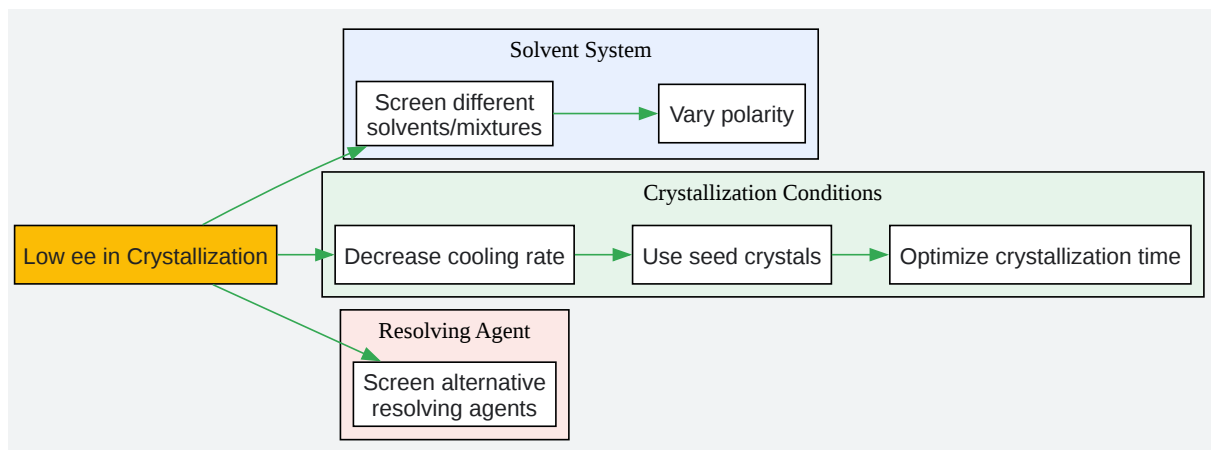 Solvent System
Screen different
solvents/mixtures
Vary polarity
Crystallization Conditions
Low ee in Crystallization
Decrease cooling rate
Use seed crystals
Optimize crystallization time
Resolving Agent
Screen alternative
resolving agents